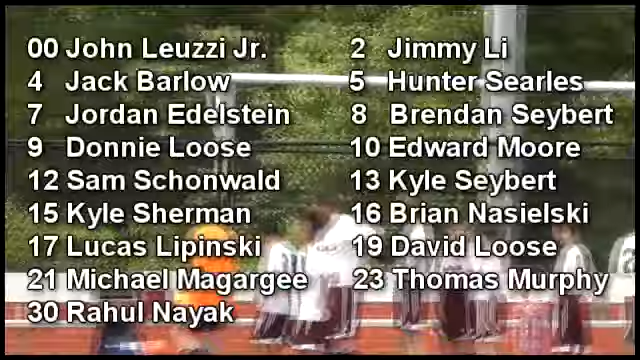 00 John Leuzzi Jr. 2 Jimmy Li
4 Jack Barlow 5 Hunter Searles
7 Jordan Edelstein 8 Brendan Seybert
9 Donnie Loose 10 Edward Moore
12 Sam Schonwald 13 Kyle Seybert
15 Kyle Sherman 16 Brian Nasielski
17 Lucas Lipinski 19 David Loose
21 Michael Magargee 23 Thomas Murphy
30 Rahul Nayak